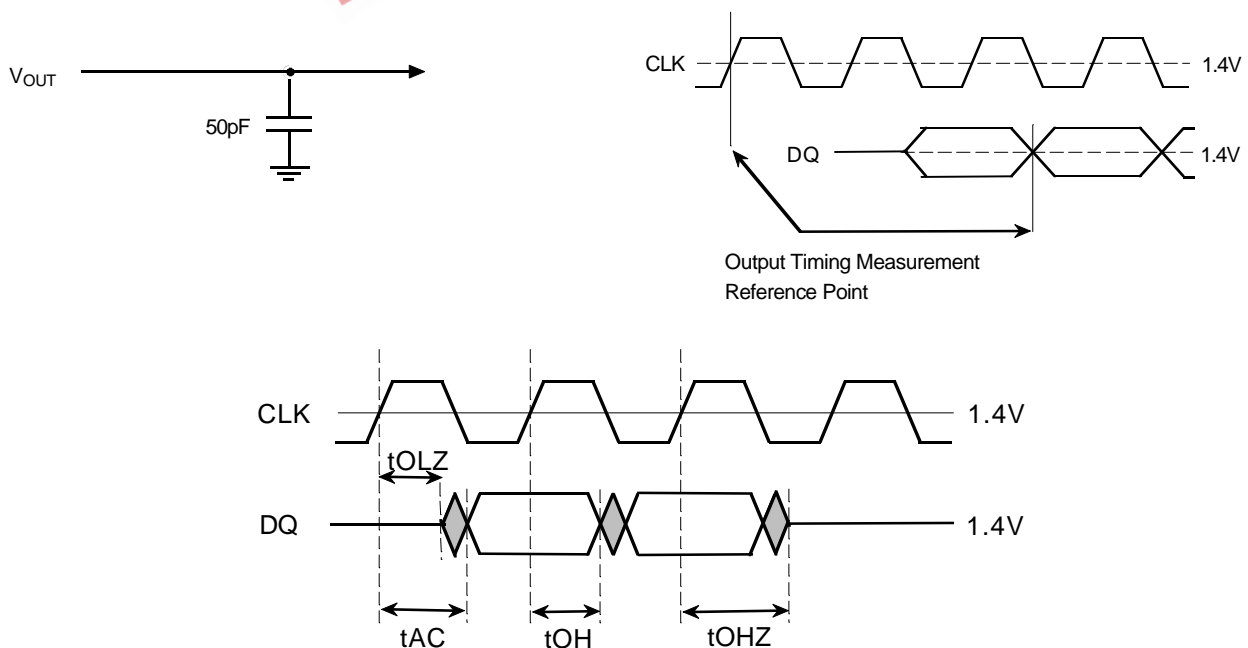 V_OUT
50pF
CLK
1.4V
DQ
1.4V
Output Timing Measurement
Reference Point
CLK
1.4V
tOLZ
DQ
1.4V
tAC
tOH
tOHZ